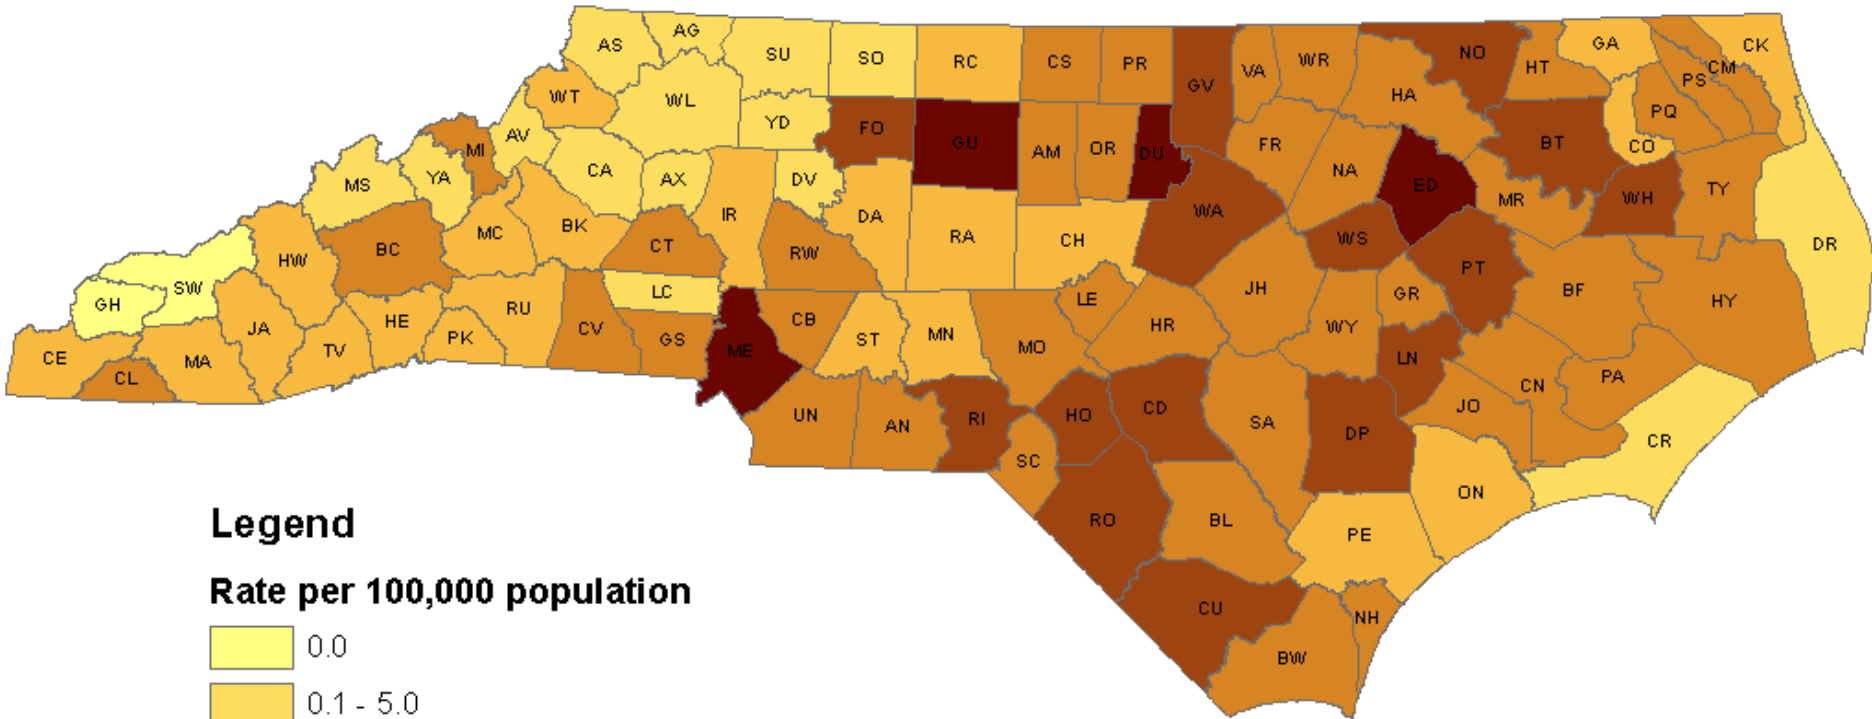 AS AG SU SO RC CS PR GV VA WR NO HT GA CK
WT WL YD FO GU AM OR DU FR HA NA ED BT PQ PS CM
MI AV CA AX DV DA WA MR CO WH TY
MS YA MC BK IR CT RW RA CH WS PT DR
GH SW HW BC RU LC LE JH GR BF HY
CE CL MA JA TV HE PK CV GS ME CB ST MN MO HR WY LN CN PA
UN AN RI SC HO CD SA DP JO CR
RO BL PE ON
CU NH
BW
Legend
Rate per 100,000 population
0.0
0.1 - 5.0